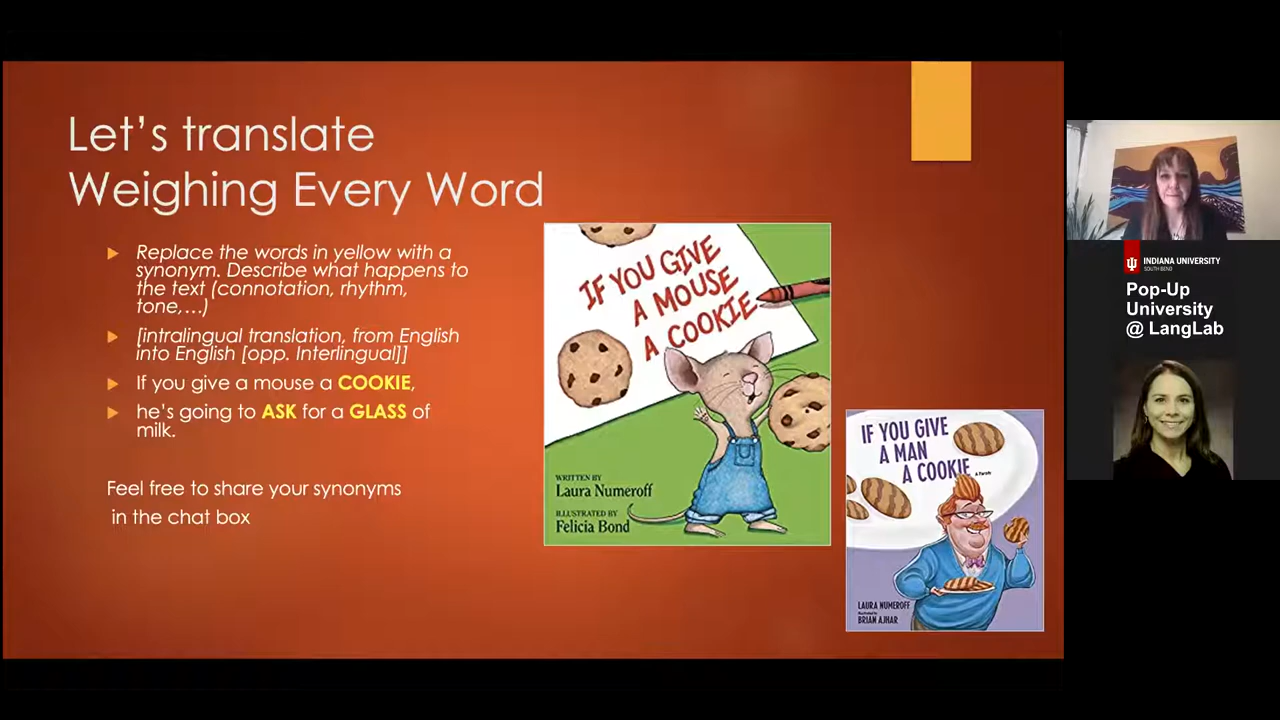 Let's translate
Weighing Every Word
Replace the words in yellow with a
synonym. Describe what happens to
the text (connotation, rhythm,
tone,…)
[intralingual translation, from English
into English [opp. Interlingual]]
If you give a mouse a COOKIE,
he's going to ASK for a GLASS of
milk.
Feel free to share your synonyms
in the chat box
IF YOU GIVE
A MOUSE
A COOKIE
WRITTEN BY
Laura Numeroff
ILLUSTRATED BY
Felicia Bond
IF YOU GIVE
A MAN
A COOKIE
A Parody
LAURA NUMEROFF
Illustrated by
BRIAN AJHAR
INDIANA UNIVERSITY
SOUTH BEND
Pop-Up
University
@ LangLab